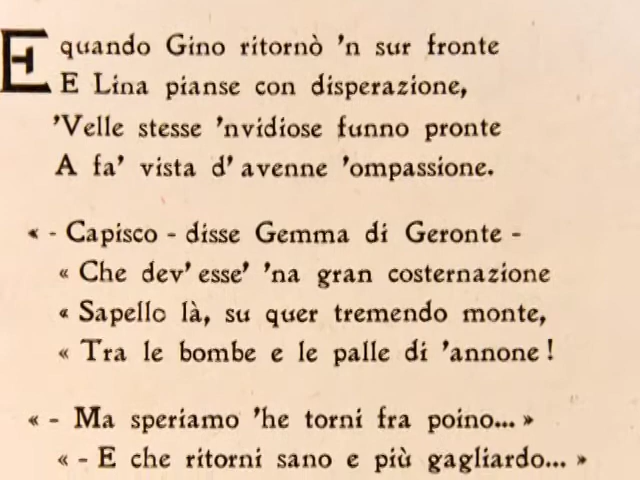 E quando Gino ritornò 'n sur fronte
E Lina pianse con disperazione,
'Velle stesse 'nvidiose funno pronte
A fa' vista d' avenne 'ompassione.
« - Capisco - disse Gemma di Geronte -
« Che dev' esse' 'na gran costernazione
« Sapello là, su quer tremendo monte,
« Tra le bombe e le palle di 'annone !
« - Ma speriamo 'he torni fra poino... »
« - E che ritorni sano e più gagliardo... »